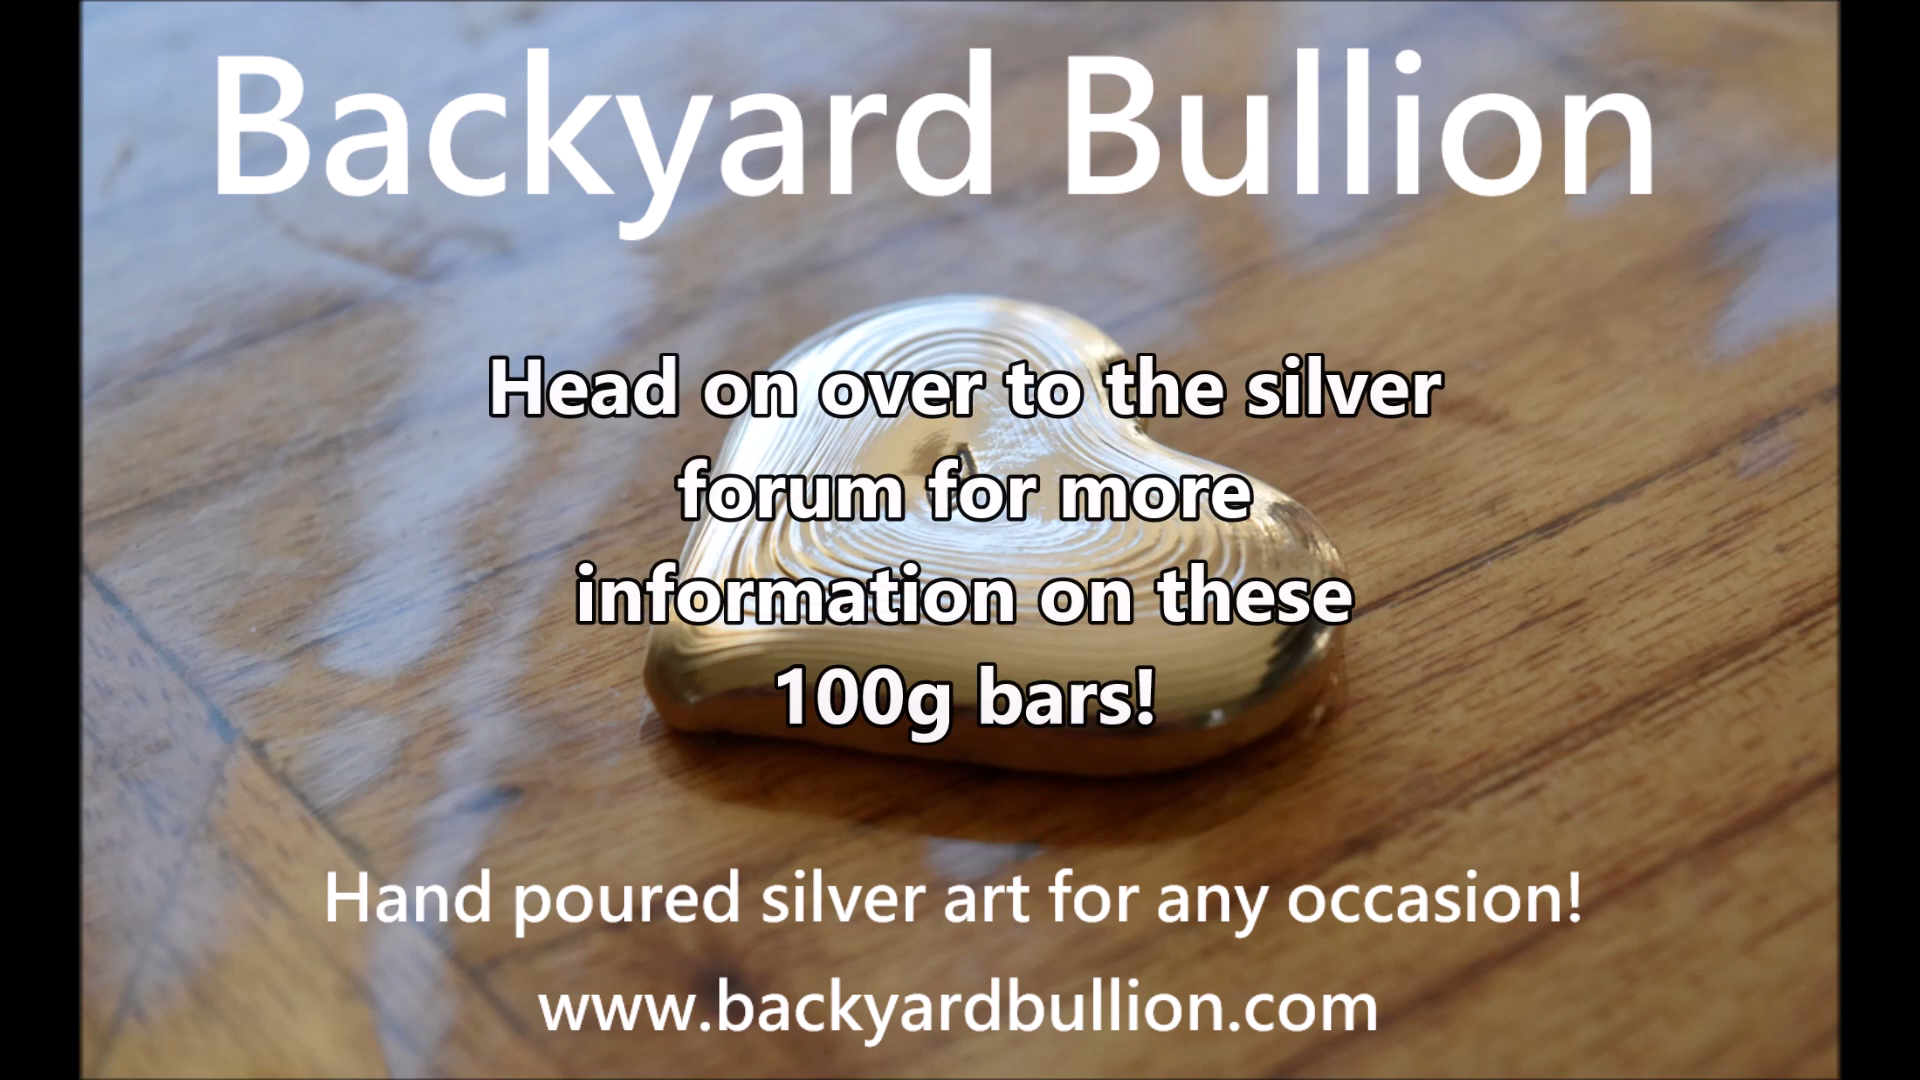 Backyard Bullion
Head on over to the silver
forum for more
information on these
100g bars!
Hand poured silver art for any occasion!
www.backyardbullion.com